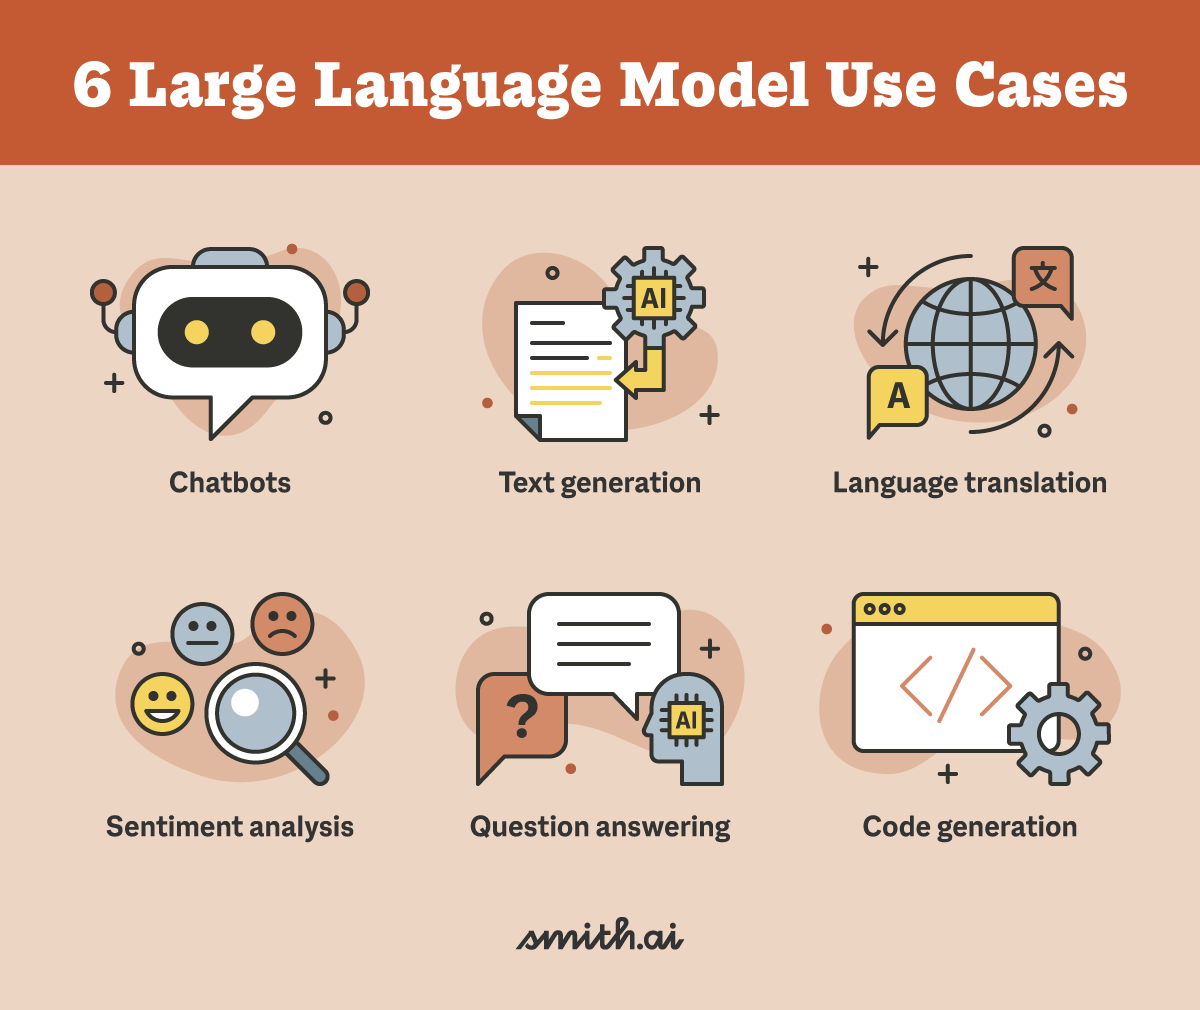 6 Large Language Model Use Cases
AI
文
A
Chatbots
Text generation
Language translation
?
AI
</>
Sentiment analysis
Question answering
Code generation
smith.ai